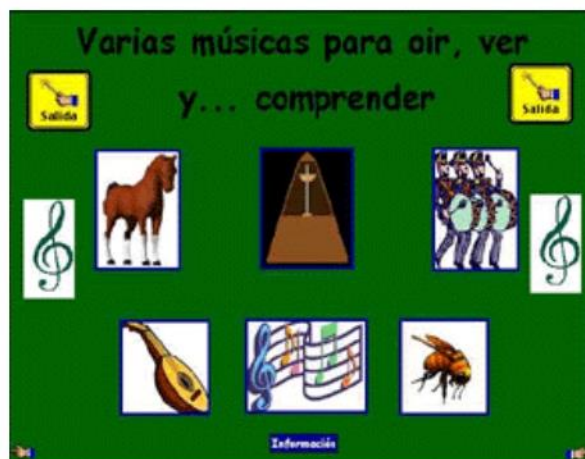 Varias músicas para oir, ver
y... comprender
Salida
Salida
Información